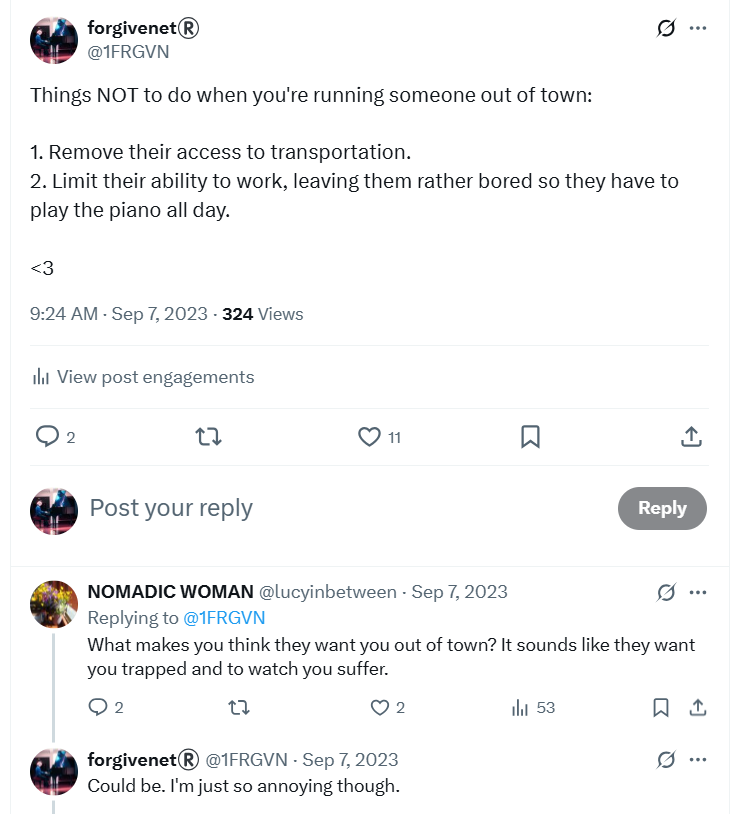 forgivenet®
@1FRGVN
Things NOT to do when you're running someone out of town:
1. Remove their access to transportation.
2. Limit their ability to work, leaving them rather bored so they have to
play the piano all day.
<3
9:24 AM · Sep 7, 2023 · 324 Views
View post engagements
2 11
Post your reply
Reply
NOMADIC WOMAN @lucyinbetween · Sep 7, 2023
Replying to @1FRGVN
What makes you think they want you out of town? It sounds like they want
you trapped and to watch you suffer.
2 2 53
forgivenet® @1FRGVN · Sep 7, 2023
Could be. I'm just so annoying though.